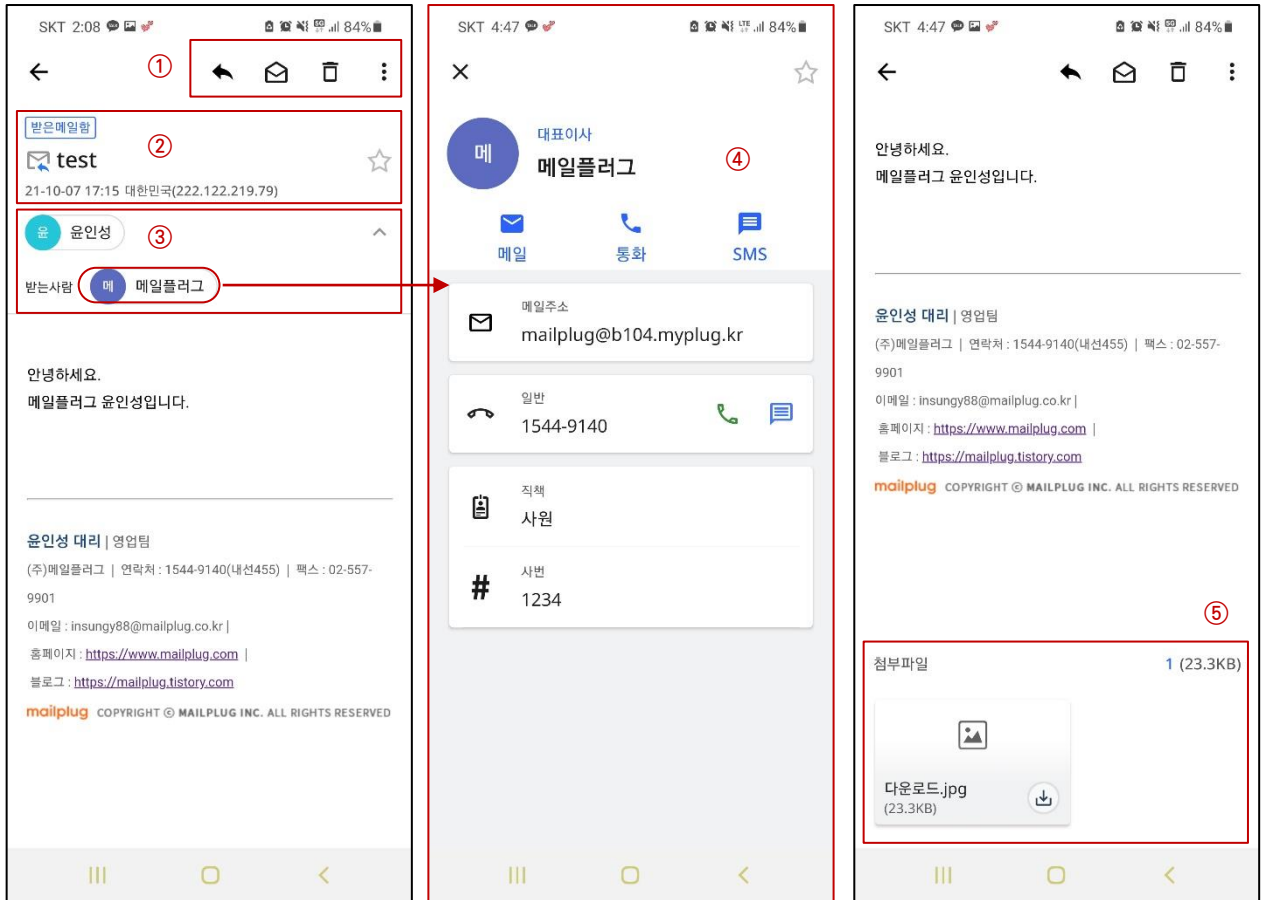 SKT 2:08
84%
①
받은메일함
②
test
21-10-07 17:15 대한민국(222.122.219.79)
윤 윤인성
③
받는사람 메 메일플러그
안녕하세요.
메일플러그 윤인성입니다.
윤인성 대리 | 영업팀
(주)메일플러그 | 연락처 : 1544-9140(내선455) | 팩스 : 02-557-
9901
이메일 : insungy88@mailplug.co.kr |
홈페이지 : https://www.mailplug.com |
블로그 : https://mailplug.tistory.com
mailplug COPYRIGHT ⓒ MAILPLUG INC. ALL RIGHTS RESERVED
SKT 4:47
LTE 84%
메
대표이사
메일플러그
④
메일 통화 SMS
메일주소
mailplug@b104.myplug.kr
일반
1544-9140
직책
사원
사번
# 1234
SKT 4:47
84%
안녕하세요.
메일플러그 윤인성입니다.
윤인성 대리 | 영업팀
(주)메일플러그 | 연락처 : 1544-9140(내선455) | 팩스 : 02-557-
9901
이메일 : insungy88@mailplug.co.kr |
홈페이지 : https://www.mailplug.com |
블로그 : https://mailplug.tistory.com
mailplug COPYRIGHT ⓒ MAILPLUG INC. ALL RIGHTS RESERVED
⑤
첨부파일 1 (23.3KB)
다운로드.jpg
(23.3KB)